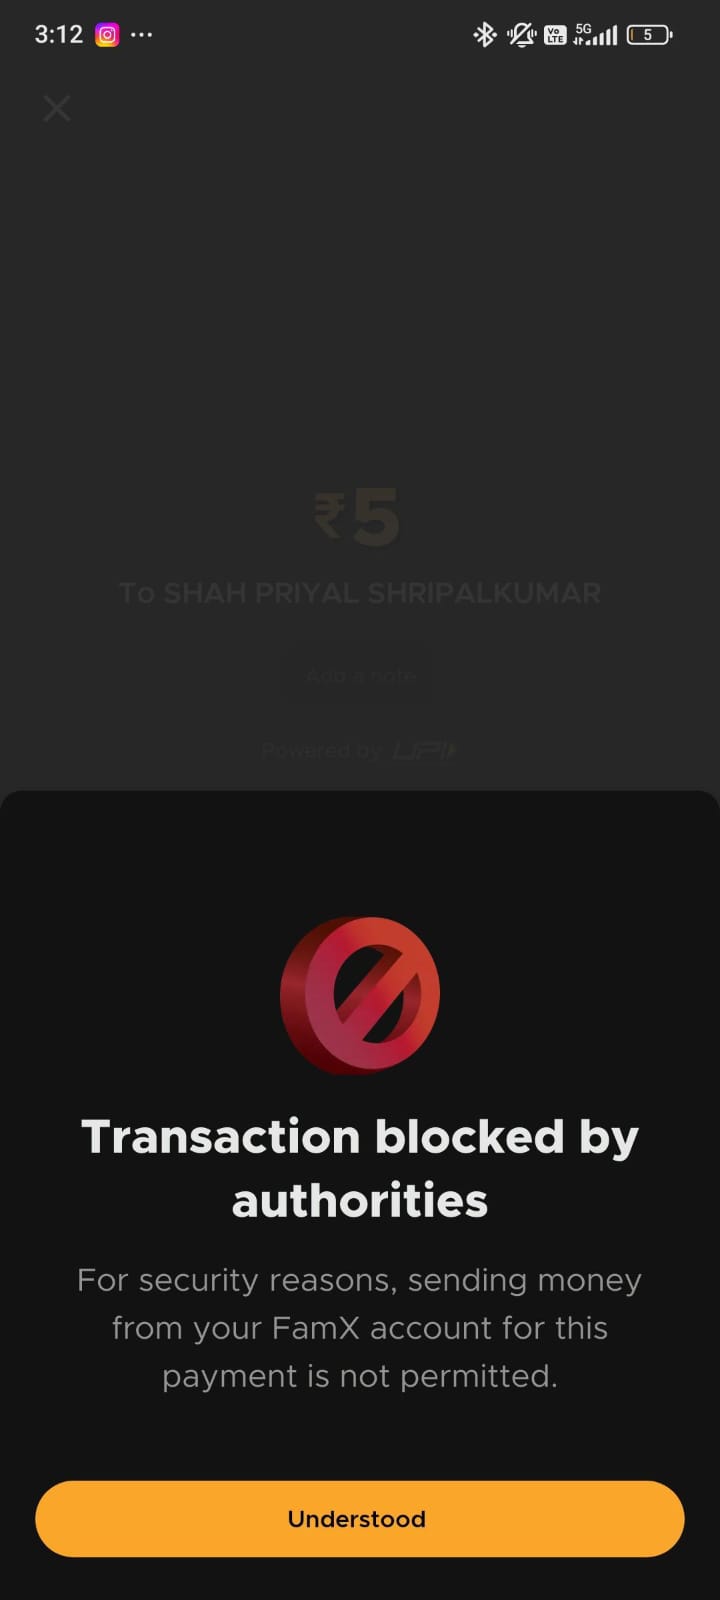 3:12
Vo LTE 5G 5
₹5
To SHAH PRIYAL SHRIPALKUMAR
Add a note
Powered by UPI
Transaction blocked by
authorities
For security reasons, sending money
from your FamX account for this
payment is not permitted.
Understood